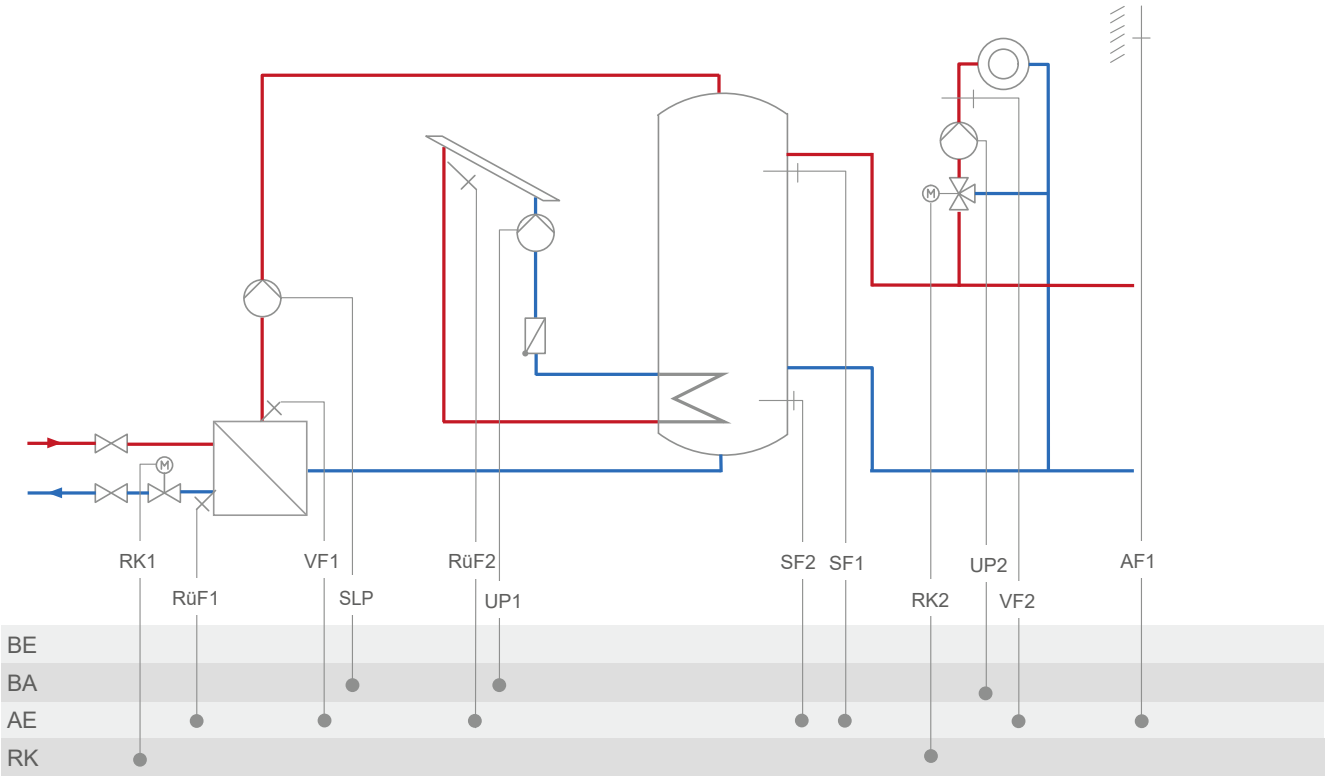 M
M
RK1
VF1
RüF2
SF2
SF1
UP2
AF1
RüF1
SLP
UP1
RK2
VF2
BE
BA
AE
RK